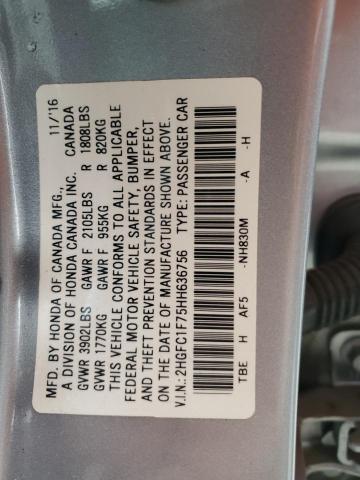 MFD. BY HONDA OF CANADA MFG., 11/'16
A DIVISION OF HONDA CANADA INC. CANADA
GVWR 3902LBS GAWR F 2105LBS R 1808LBS
GVWR 1770KG GAWR F 955KG R 820KG
THIS VEHICLE CONFORMS TO ALL APPLICABLE
FEDERAL MOTOR VEHICLE SAFETY, BUMPER,
AND THEFT PREVENTION STANDARDS IN EFFECT
ON THE DATE OF MANUFACTURE SHOWN ABOVE.
V.I.N.: 2HGFC1F75HH636756 TYPE: PASSENGER CAR
TBE H AF5 -NH830M -A -H